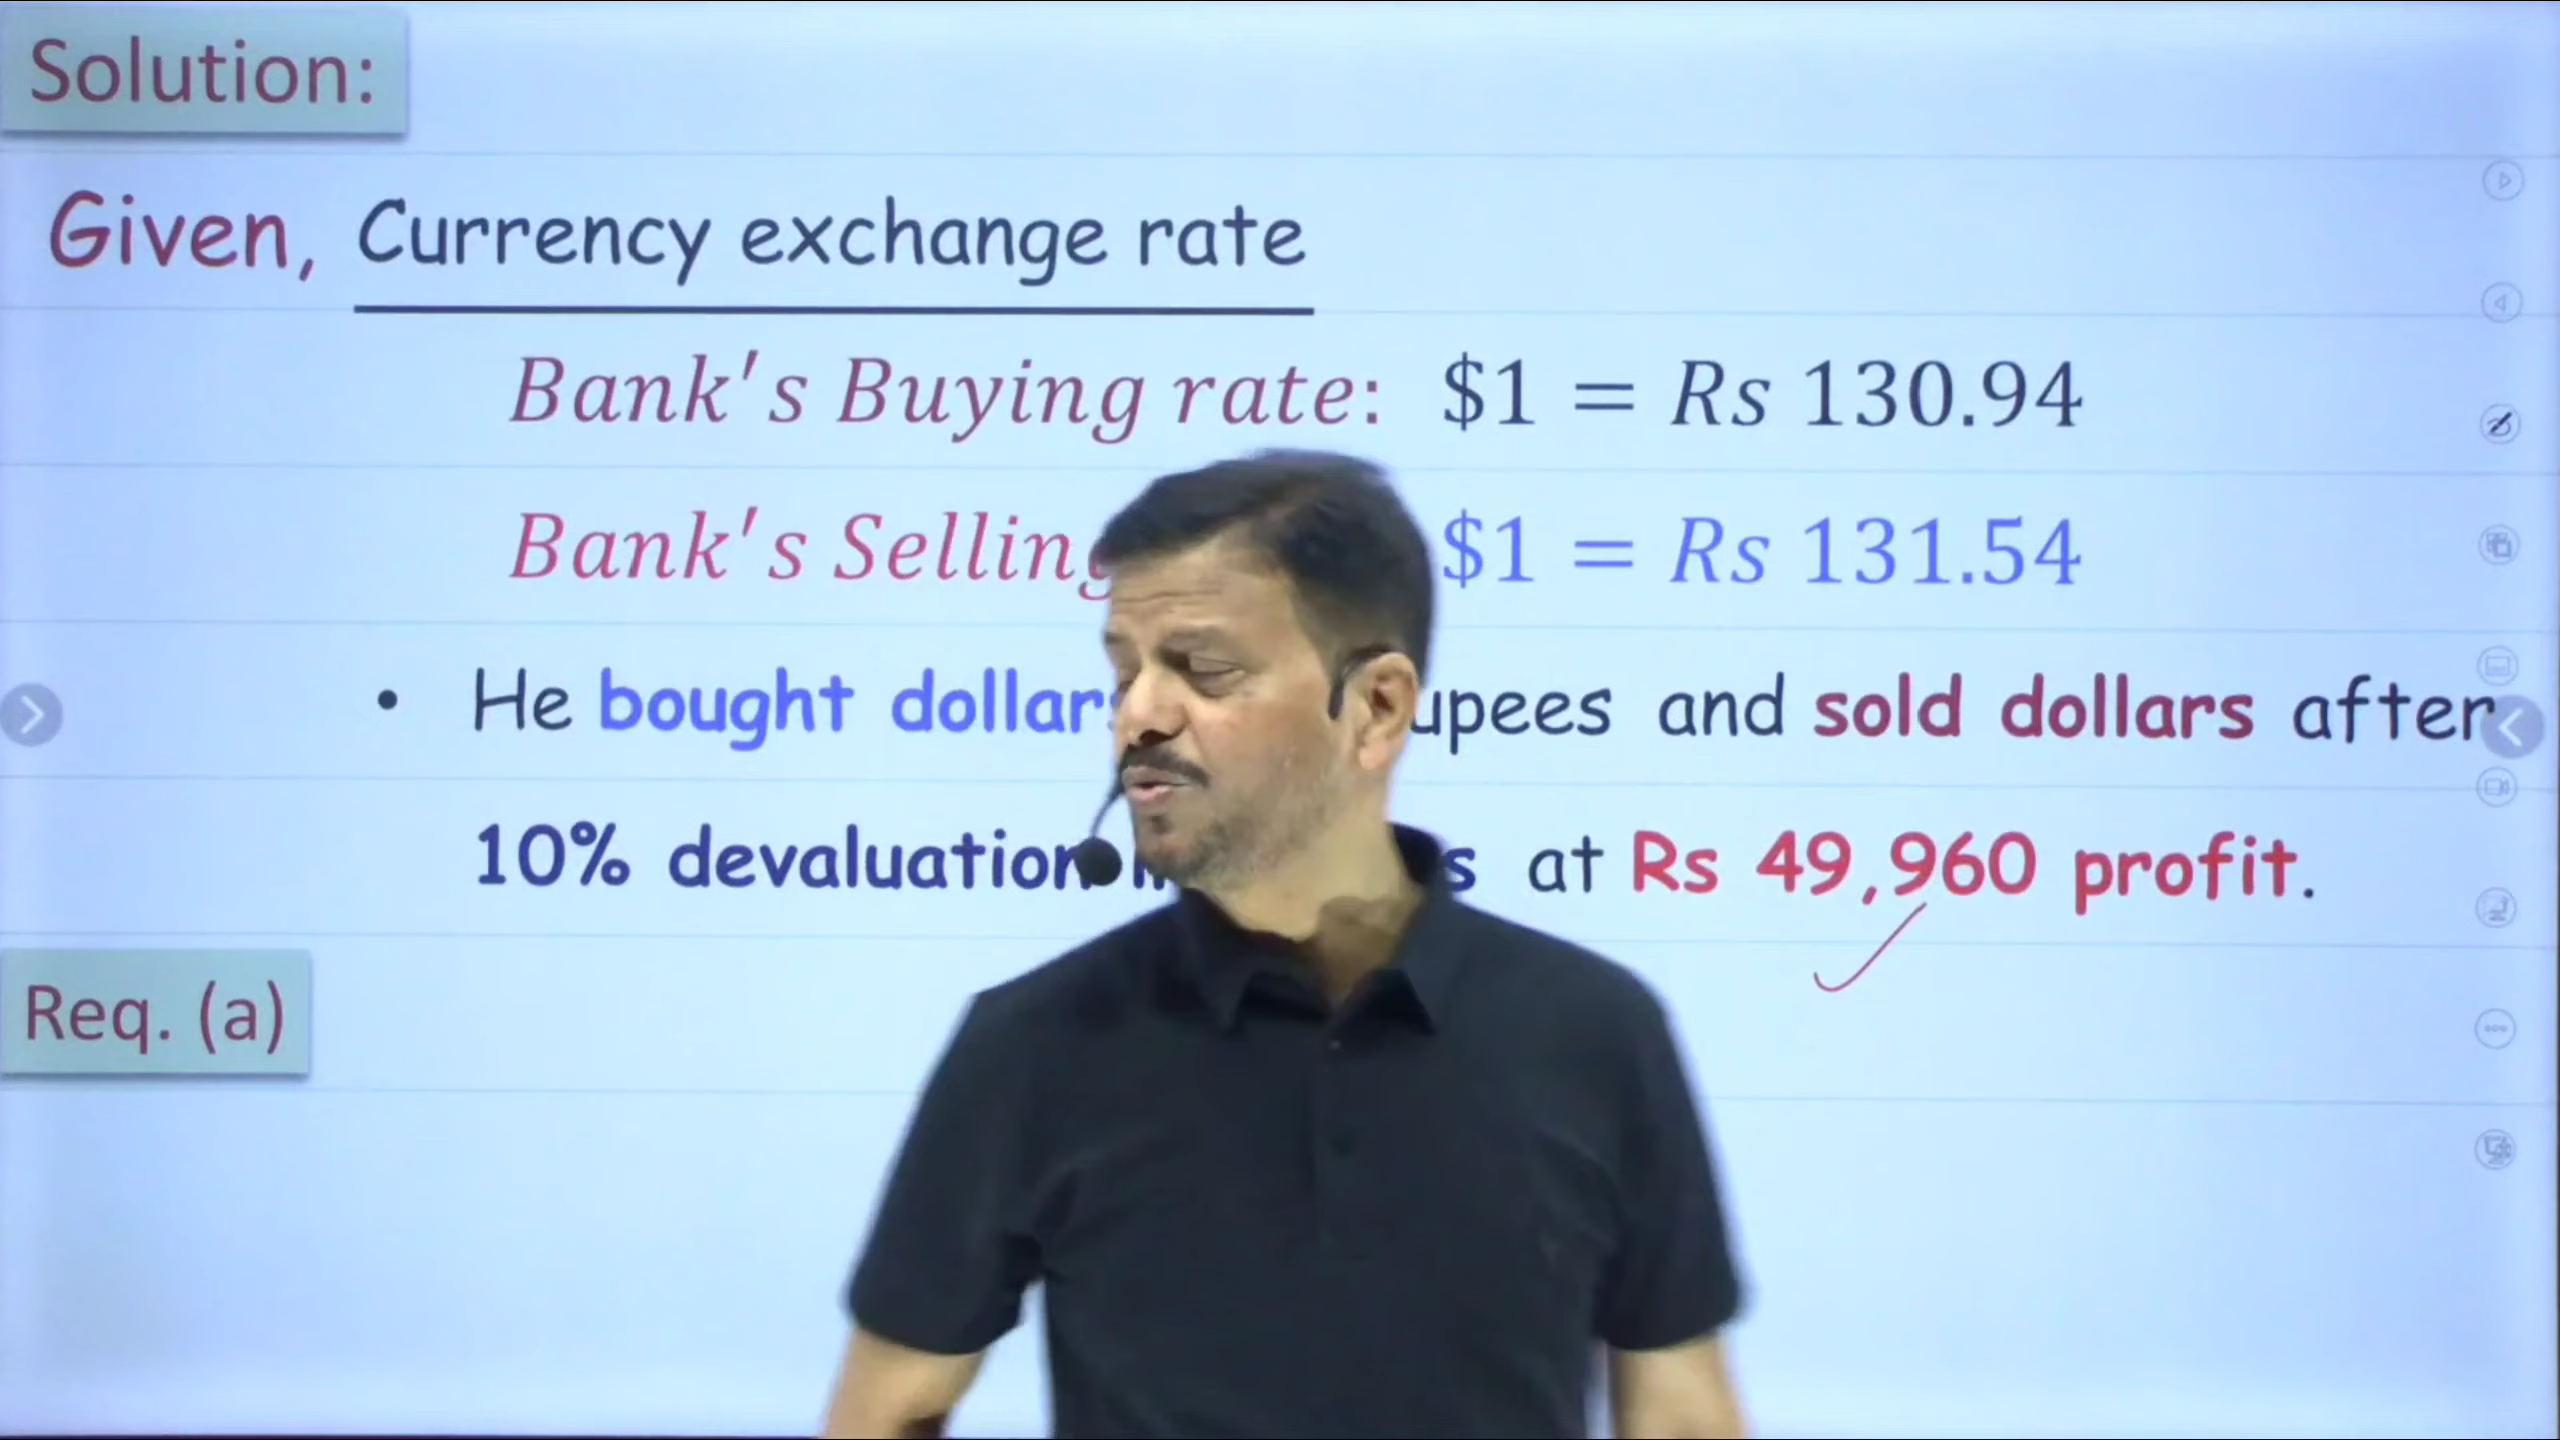 Solution:
Given, Currency exchange rate
Bank's Buying rate: $1 = Rs 130.94
Bank's Selling $1 = Rs 131.54
• He bought dollars and sold dollars after
10% devaluation at Rs 49,960 profit.
Req. (a)